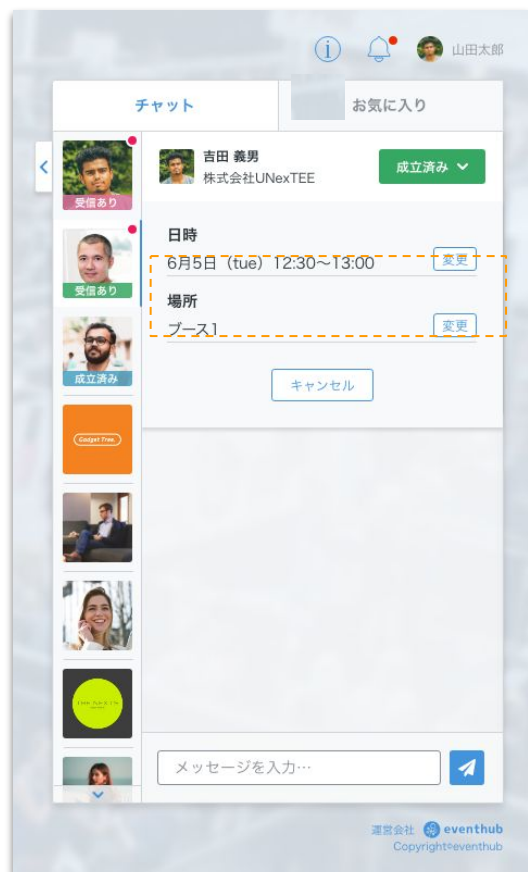 山田太郎
チャット
お気に入り
受信あり
吉田 義男
株式会社UNexTEE
成立済み
受信あり
日時
6月5日（tue）12:30〜13:00
変更
場所
ブース1
変更
成立済み
キャンセル
Gadget Tree.
メッセージを入力…
運営会社 eventhub
Copyright©eventhub